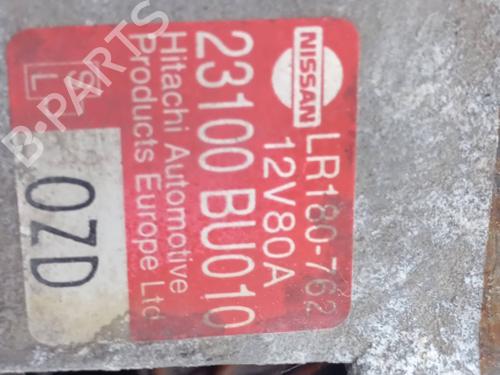 NISSAN
LR180-762
12V80A
23100 BU010
Hitachi Automotive
Products Europe Ltd
L
OZD
B-PARTS